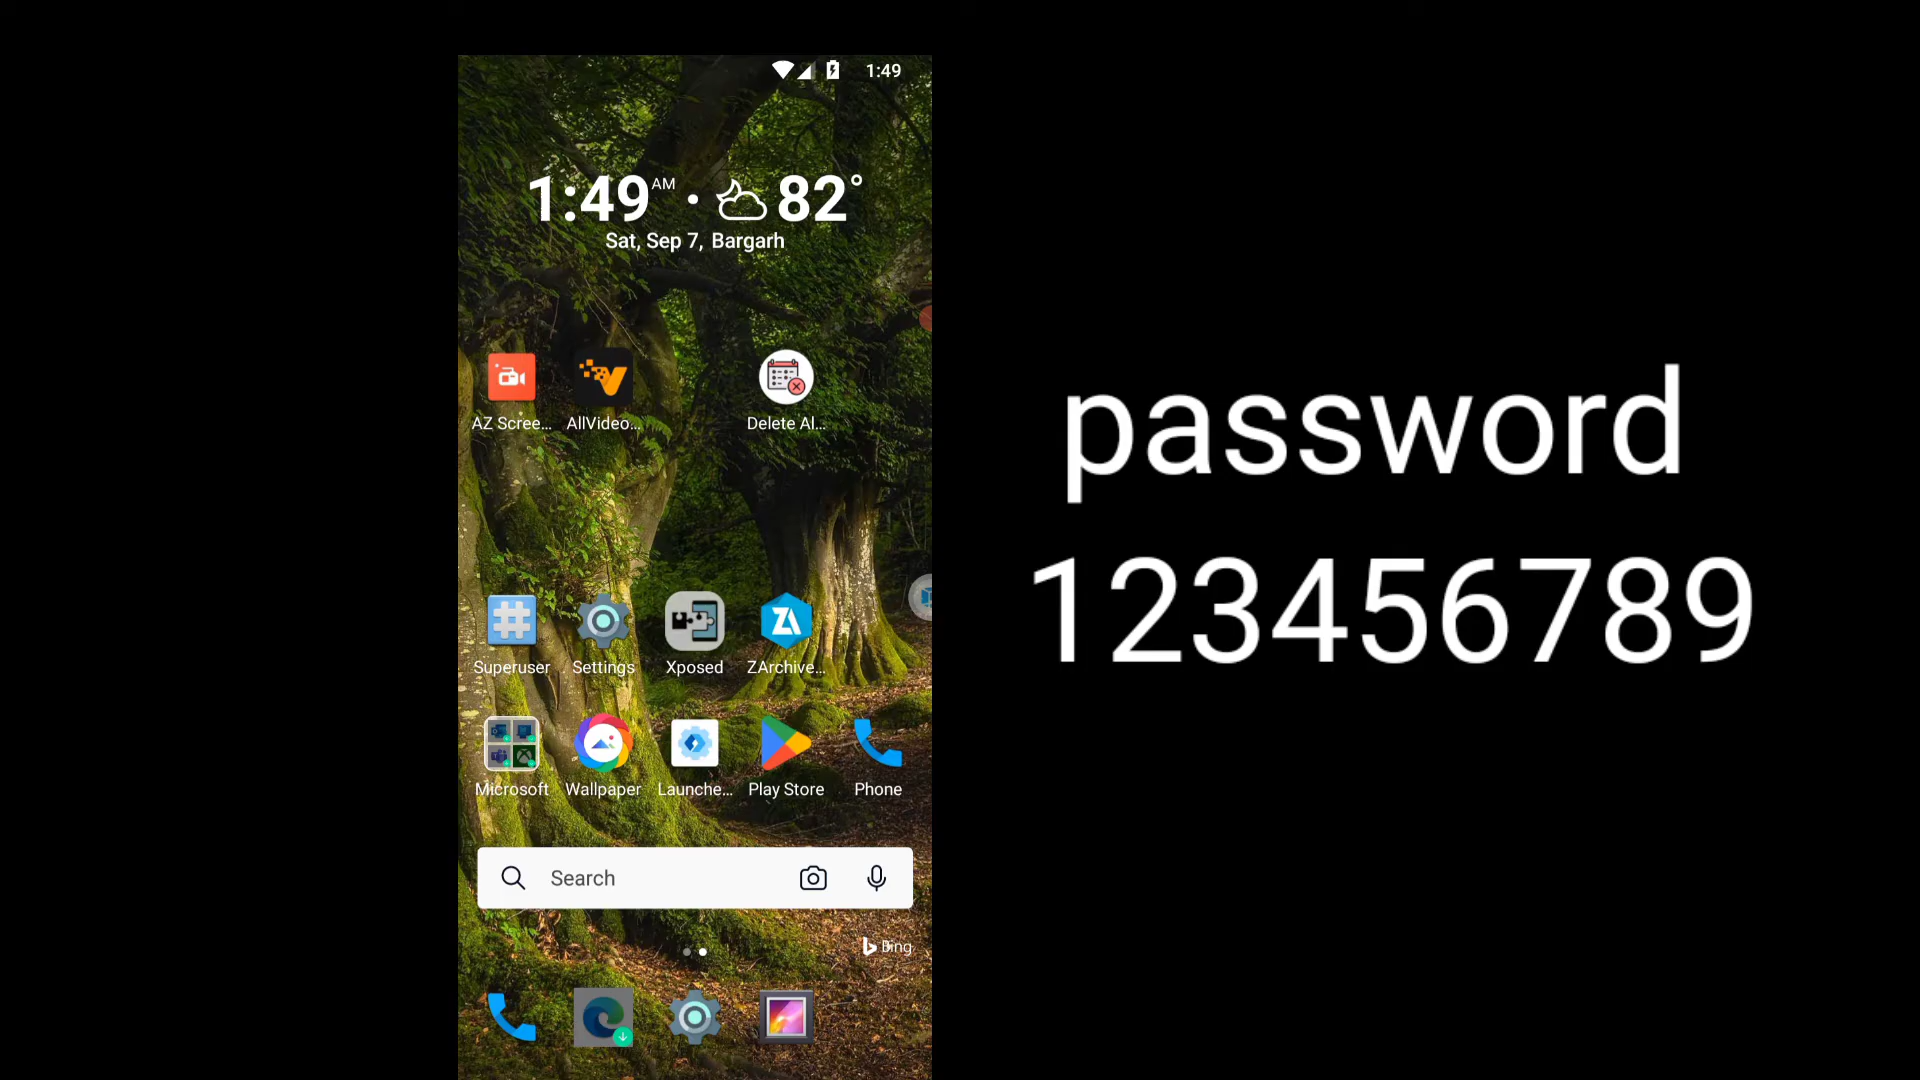 1:49
1:49 AM • 82°
Sat, Sep 7, Bargarh
AZ Scree... AllVideo... Delete Al...
Superuser Settings Xposed ZArchive...
Microsoft Wallpaper Launche... Play Store Phone
Search
Bing
password
123456789